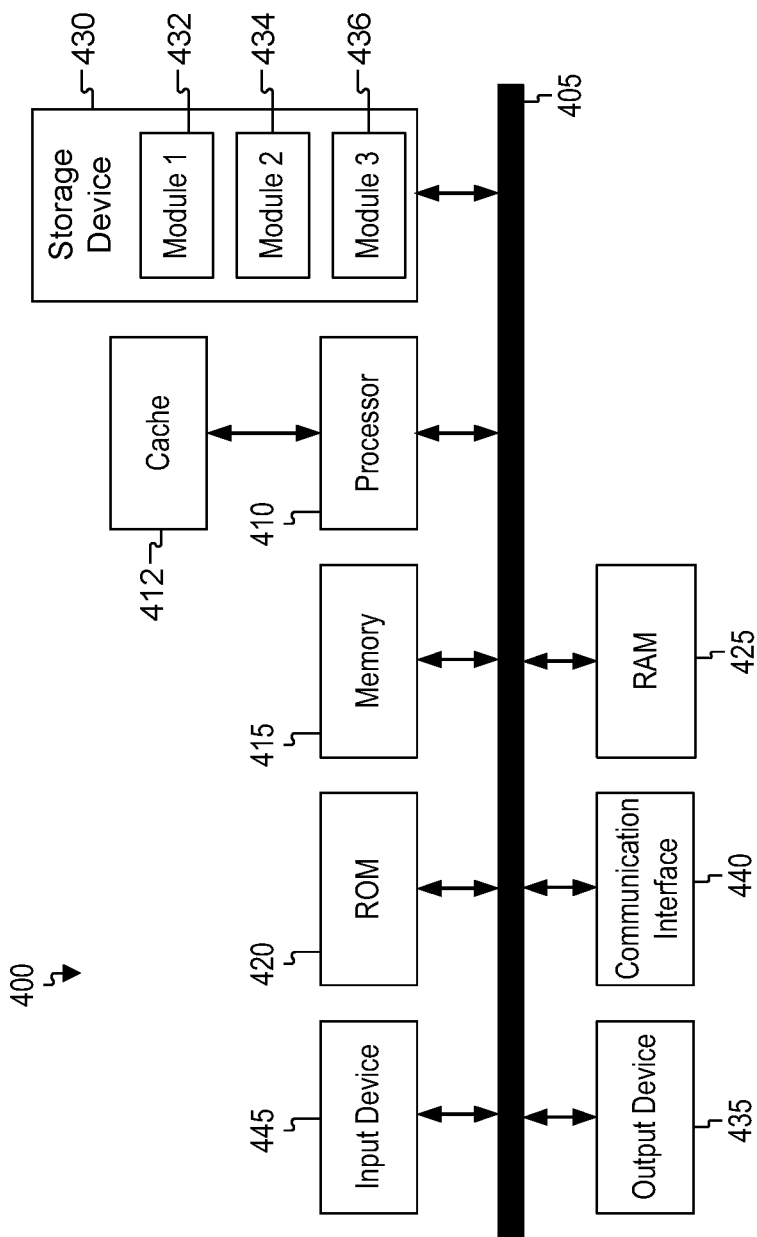 400
430
Storage
Device
432
Module 1
434
Module 2
436
Module 3
412
Cache
445
Input Device
420
ROM
415
Memory
410
Processor
405
Output Device
435
Communication
Interface
440
RAM
425